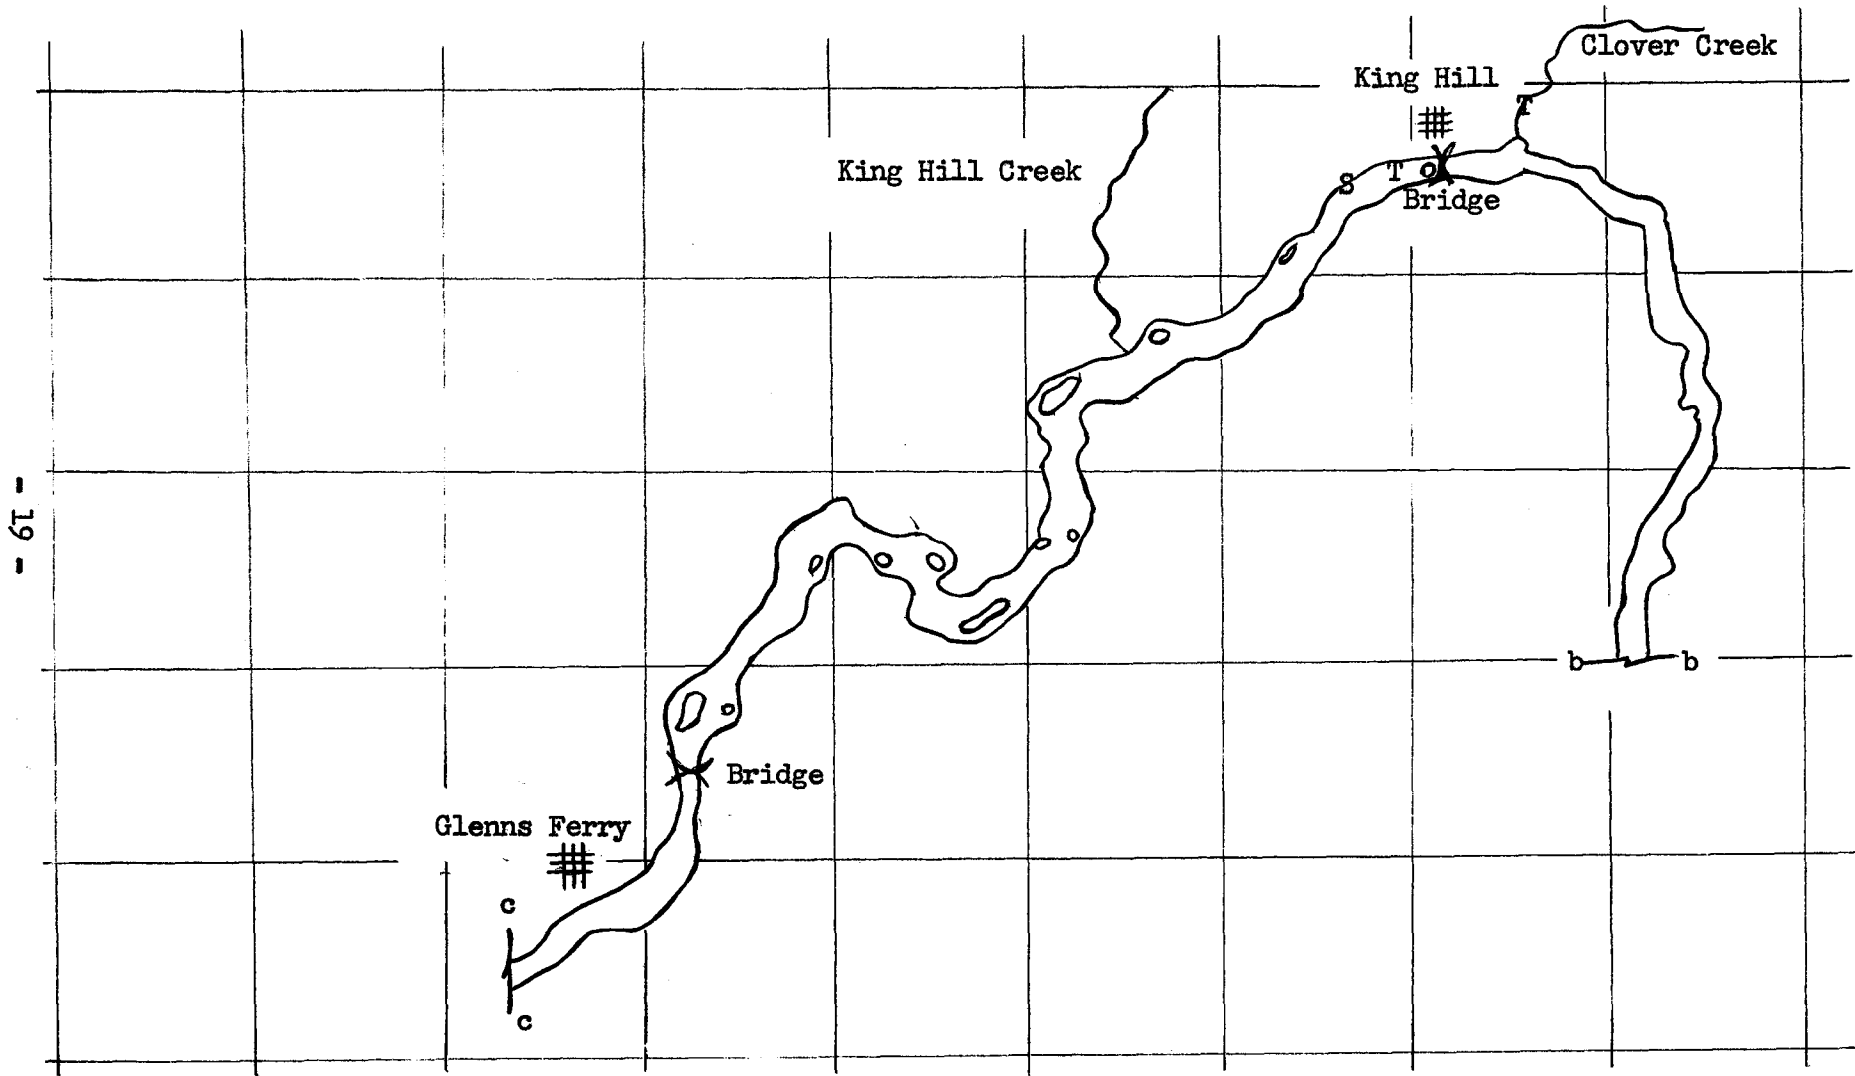 Clover Creek
King Hill
T
King Hill Creek
S T
Bridge
- 19 -
b b
Bridge
Glenns Ferry
c
c